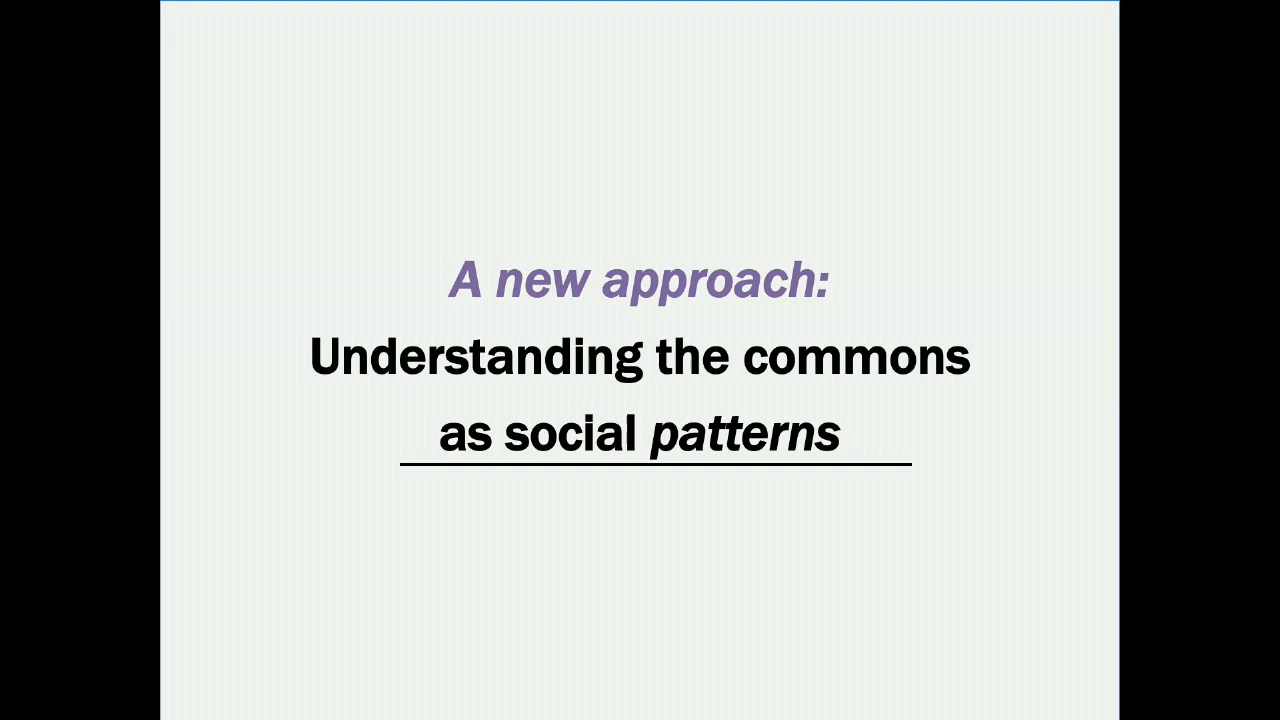 A new approach:
Understanding the commons
as social patterns